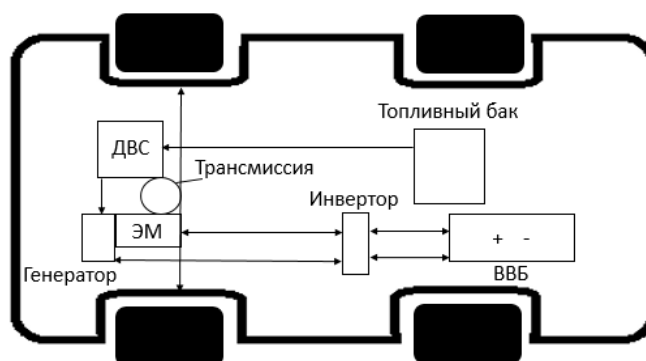 Топливный бак
ДВС
Трансмиссия
Инвертор
ЭМ
+ -
Генератор
ВВБ